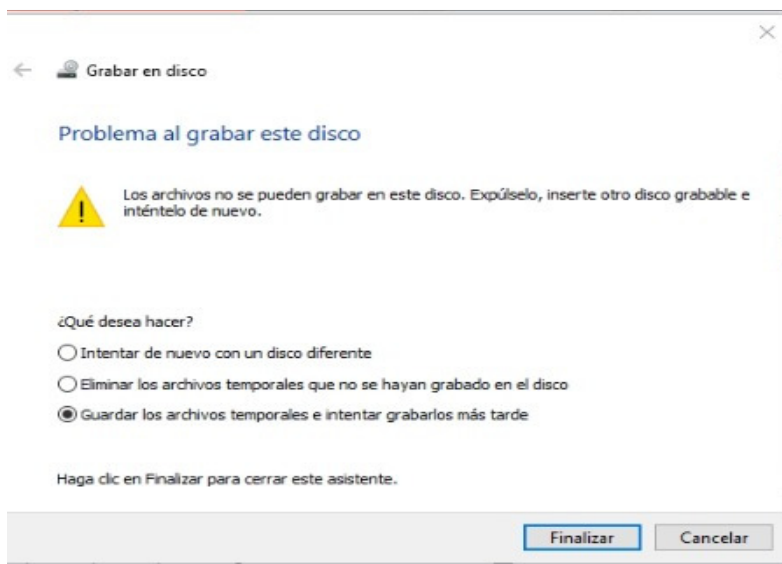 Grabar en disco
Problema al grabar este disco
Los archivos no se pueden grabar en este disco. Expúlselo, inserte otro disco grabable e
inténtelo de nuevo.
¿Qué desea hacer?
Intentar de nuevo con un disco diferente
Eliminar los archivos temporales que no se hayan grabado en el disco
Guardar los archivos temporales e intentar grabarlos más tarde
Haga clic en Finalizar para cerrar este asistente.
Finalizar Cancelar